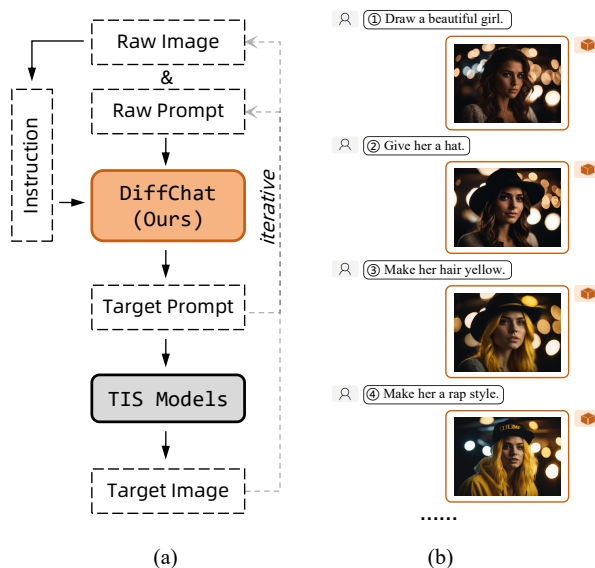 Raw Image
&
Raw Prompt
Instruction
DiffChat
(Ours)
iterative
Target Prompt
TIS Models
Target Image
(a)
① Draw a beautiful girl.
② Give her a hat.
③ Make her hair yellow.
④ Make her a rap style.
......
(b)